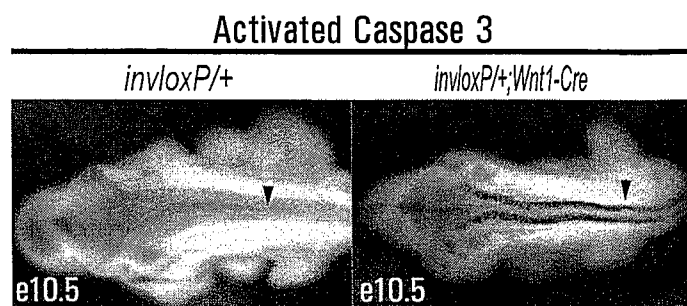 Activated Caspase 3
invloxP/+
invloxP/+;Wnt1-Cre
e10.5
e10.5